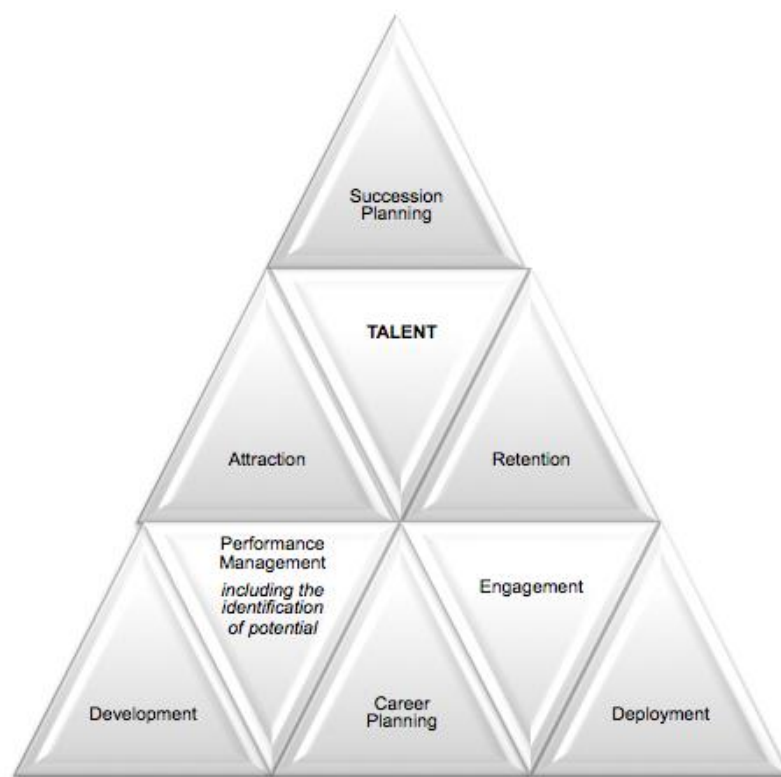 Succession
Planning
TALENT
Attraction
Retention
Performance
Management
including the
identification
of potential
Engagement
Development
Career
Planning
Deployment